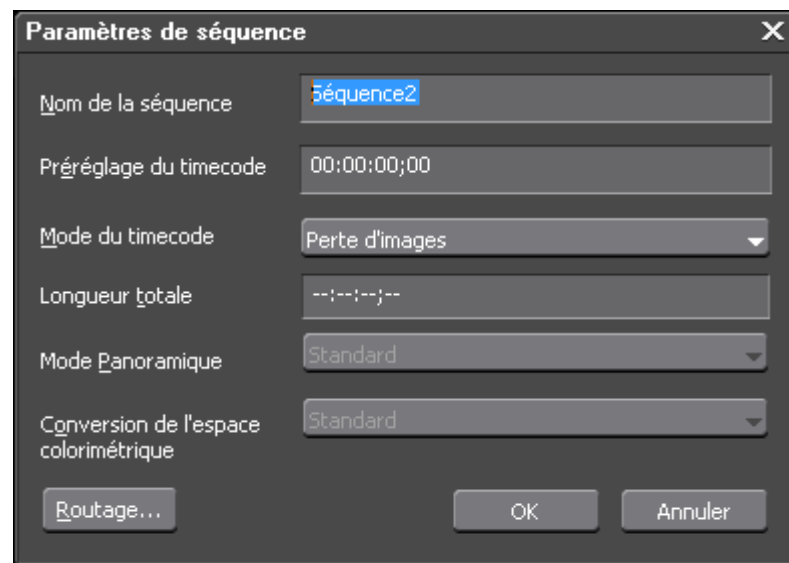 Paramètres de séquence
Nom de la séquence
Séquence2
Préréglage du timecode
00:00:00;00
Mode du timecode
Perte d'images
Longueur totale
--:--:--;--
Mode Panoramique
Standard
Conversion de l'espace
colorimétrique
Standard
Routage...
OK
Annuler